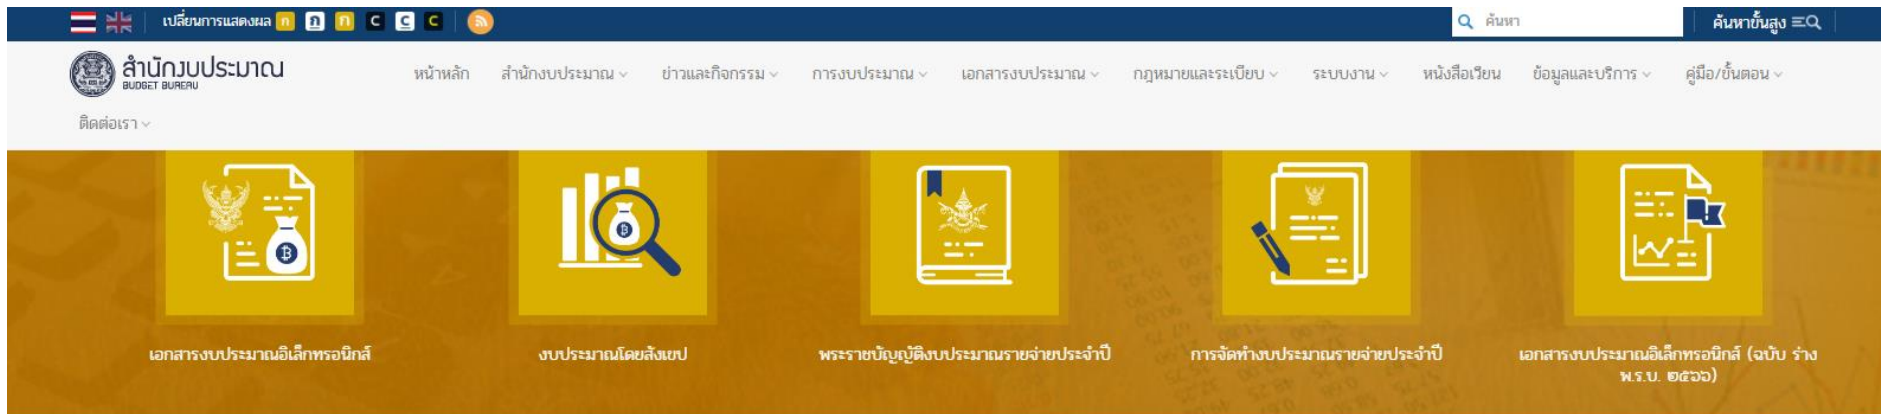 เปลี่ยนการแสดงผล ก ก ก C C C ค้นหา ค้นหาขั้นสูง
สำนักงบประมาณ
BUDGET BUREAU
หน้าหลัก สำนักงบประมาณ ข่าวและกิจกรรม การงบประมาณ เอกสารงบประมาณ กฎหมายและระเบียบ ระบบงาน หนังสือเวียน ข้อมูลและบริการ คู่มือ/ขั้นตอน
ติดต่อเรา
เอกสารงบประมาณอิเล็กทรอนิกส์
งบประมาณโดยสังเขป
พระราชบัญญัติงบประมาณรายจ่ายประจำปี
การจัดทำงบประมาณรายจ่ายประจำปี
เอกสารงบประมาณอิเล็กทรอนิกส์ (ฉบับ ร่าง
พ.ร.บ. ๒๕๖๖)